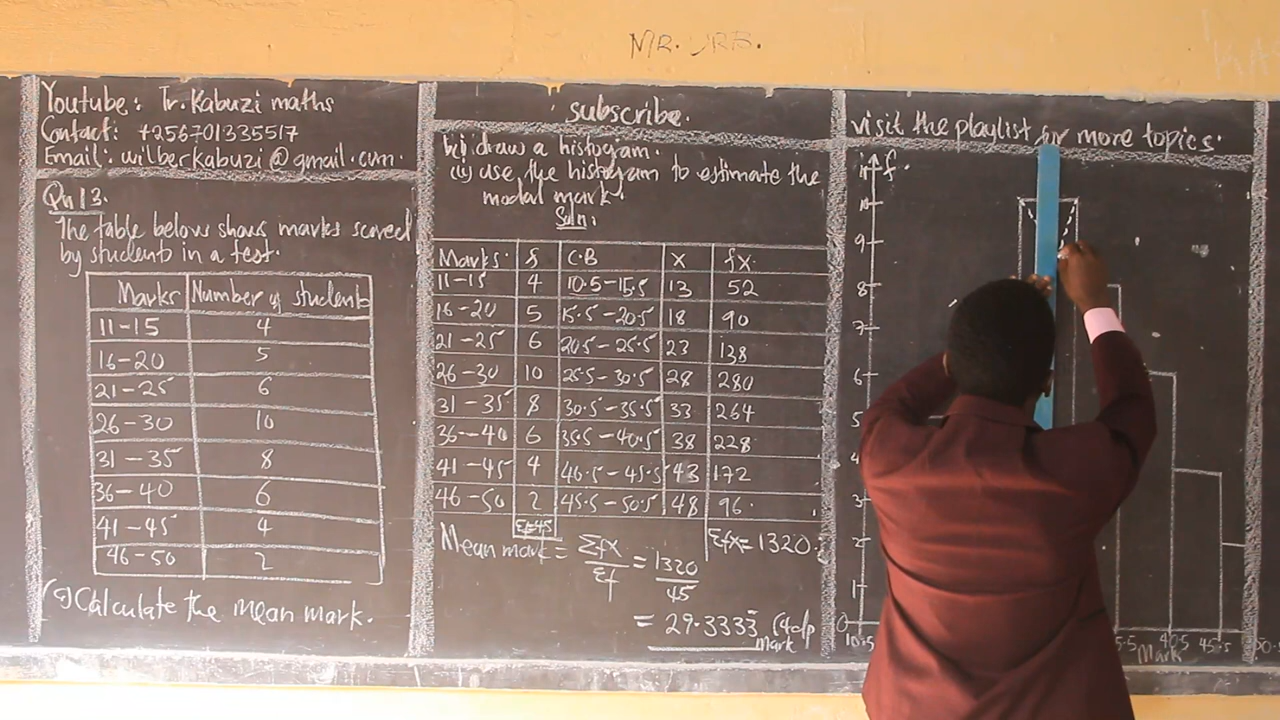 MR. JRB.
Youtube: Tr. Kabuzi maths
Contact: +256701335517
Email: wilberkabuzi@gmail.com.
Qn 13.
The table below shows marks scored
by students in a test.
Marks Number of students
11-15 4
16-20 5
21-25 6
26-30 10
31-35 8
36-40 6
41-45 4
46-50 2
(a) Calculate the mean mark.
subscribe.
b(i) draw a histogram.
(ii) use the histogram to estimate the
modal mark.
Soln:
Marks. f C.B x fx.
11-15 4 10.5-15.5 13 52
16-20 5 15.5-20.5 18 90
21-25 6 20.5-25.5 23 138
26-30 10 25.5-30.5 28 280
31-35 8 30.5-35.5 33 264
36-40 6 35.5-40.5 38 228
41-45 4 40.5-45.5 43 172
46-50 2 45.5-50.5 48 96.
Σf=45
Σfx=1320.
Mean mark = Σfx/Σf = 1320/45
= 29.3333 (4dp
mark
visit the playlist for more topics.
f.
11
10
9
8
7
6
5
4
3
2
1
0
10.5 40.5 45.5
Mark